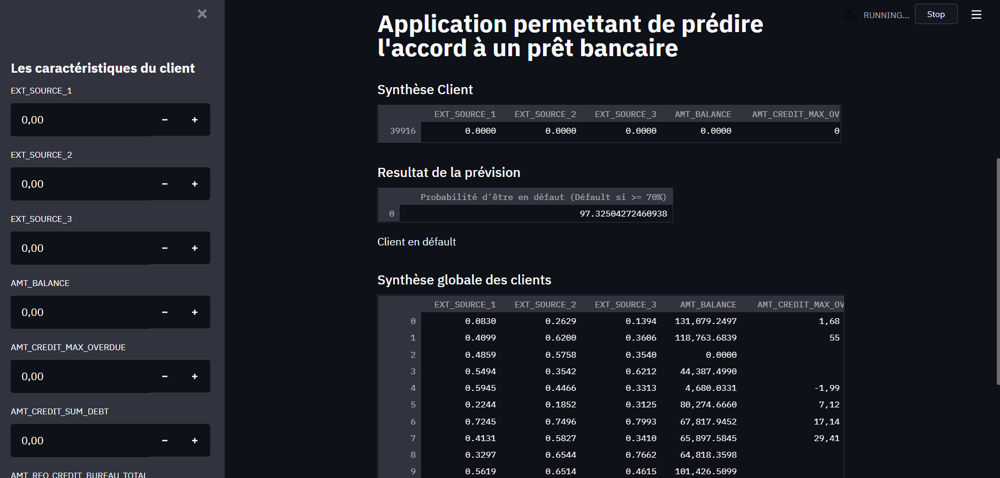 Les caractéristiques du client
EXT_SOURCE_1
0,00
EXT_SOURCE_2
0,00
EXT_SOURCE_3
0,00
AMT_BALANCE
0,00
AMT_CREDIT_MAX_OVERDUE
0,00
AMT_CREDIT_SUM_DEBT
0,00
AMT_REQ_CREDIT_BUREAU_TOTAL
RUNNING... Stop
Application permettant de prédire
l'accord à un prêt bancaire
Synthèse Client
EXT_SOURCE_1 EXT_SOURCE_2 EXT_SOURCE_3 AMT_BALANCE AMT_CREDIT_MAX_OV
39916 0.0000 0.0000 0.0000 0.0000 0
Resultat de la prévision
Probabilité d'être en défaut (Défault si >= 70%)
0 97.32504272460938
Client en défault
Synthèse globale des clients
EXT_SOURCE_1 EXT_SOURCE_2 EXT_SOURCE_3 AMT_BALANCE AMT_CREDIT_MAX_OV
0 0.0830 0.2629 0.1394 131,079.2497 1,68
1 0.4099 0.6200 0.3606 118,763.6839 55
2 0.4859 0.5758 0.3540 0.0000
3 0.5494 0.3542 0.6212 44,387.4990
4 0.5945 0.4466 0.3313 4,680.0331 -1,99
5 0.2244 0.1852 0.3125 80,274.6660 7,12
6 0.7245 0.7496 0.7993 67,817.9452 17,14
7 0.4131 0.5827 0.3410 65,897.5845 29,41
8 0.3297 0.6544 0.7662 64,818.3598
9 0.5619 0.6514 0.4615 101,426.5099